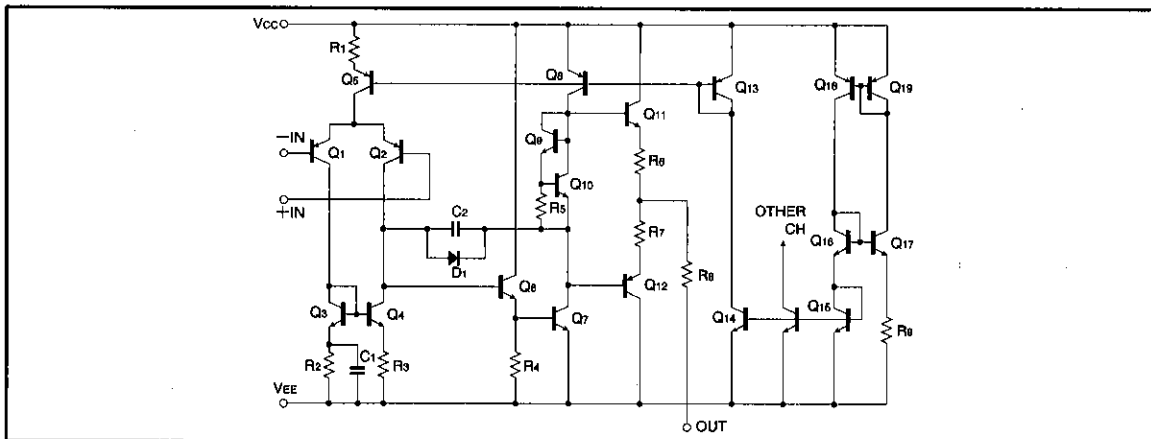 VCC
R1
Q5
Q8
Q13
Q18
Q19
Q11
Q9
−IN
Q1
Q2
R6
Q10
+IN
C2
R5
OTHER
CH
D1
R7
Q16
Q17
Q6
Q12
R8
Q3
Q4
Q7
Q14
Q15
R2
C1
R3
R4
R9
VEE
OUT